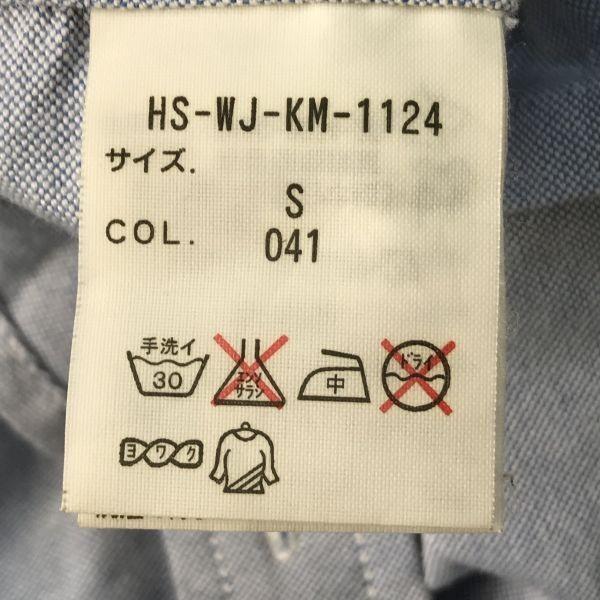 HS-WJ-KM-1124
サイズ.
S
COL.
041
手洗イ
30
エンソ
サラシ
中
ドライ
ヨワク